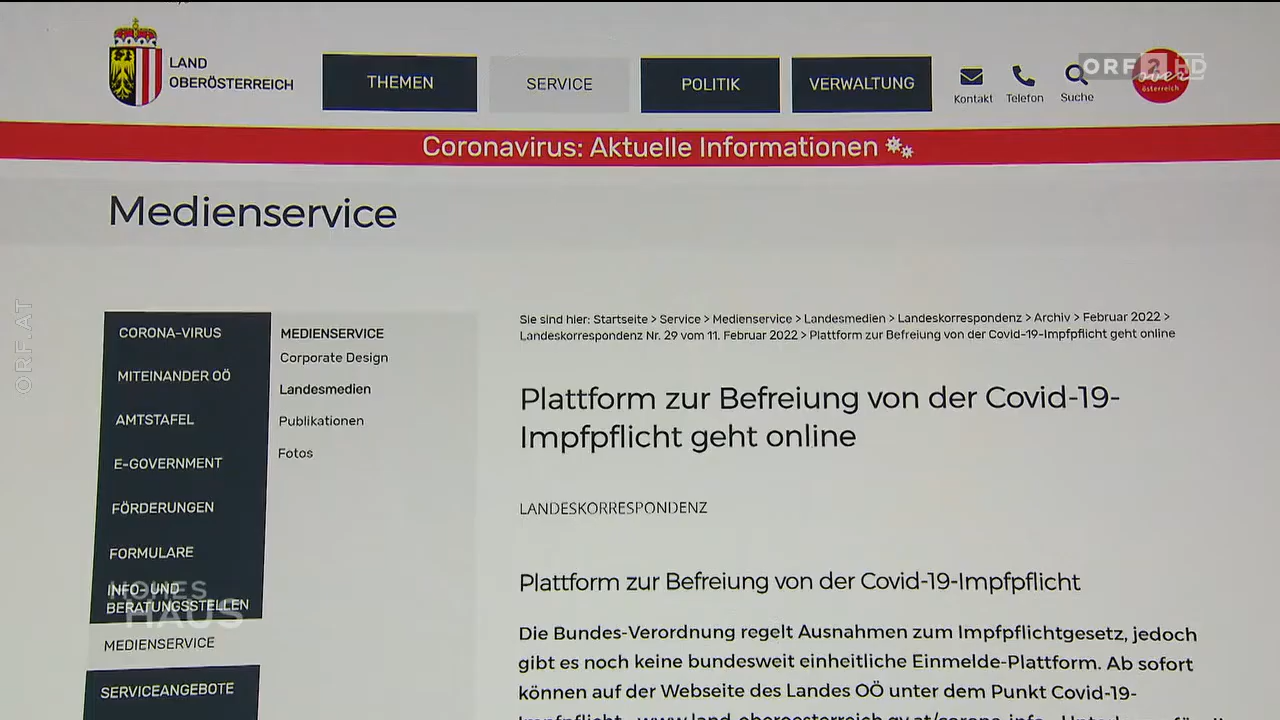 LAND
OBERÖSTERREICH
THEMEN
SERVICE
POLITIK
VERWALTUNG
Kontakt
Telefon
Suche
ORF 2 HD
österreich
Coronavirus: Aktuelle Informationen
Medienservice
ORF.AT
CORONA-VIRUS
MITEINANDER OÖ
AMTSTAFEL
E-GOVERNMENT
FÖRDERUNGEN
FORMULARE
INFO- UND
BERATUNGSSTELLEN
HOHES
HAUS
MEDIENSERVICE
SERVICEANGEBOTE
MEDIENSERVICE
Corporate Design
Landesmedien
Publikationen
Fotos
Sie sind hier: Startseite > Service > Medienservice > Landesmedien > Landeskorrespondenz > Archiv > Februar 2022 >
Landeskorrespondenz Nr. 29 vom 11. Februar 2022 > Plattform zur Befreiung von der Covid-19-Impfpflicht geht online
Plattform zur Befreiung von der Covid-19-
Impfpflicht geht online
LANDESKORRESPONDENZ
Plattform zur Befreiung von der Covid-19-Impfpflicht
Die Bundes-Verordnung regelt Ausnahmen zum Impfpflichtgesetz, jedoch
gibt es noch keine bundesweit einheitliche Einmelde-Plattform. Ab sofort
können auf der Webseite des Landes OÖ unter dem Punkt Covid-19-